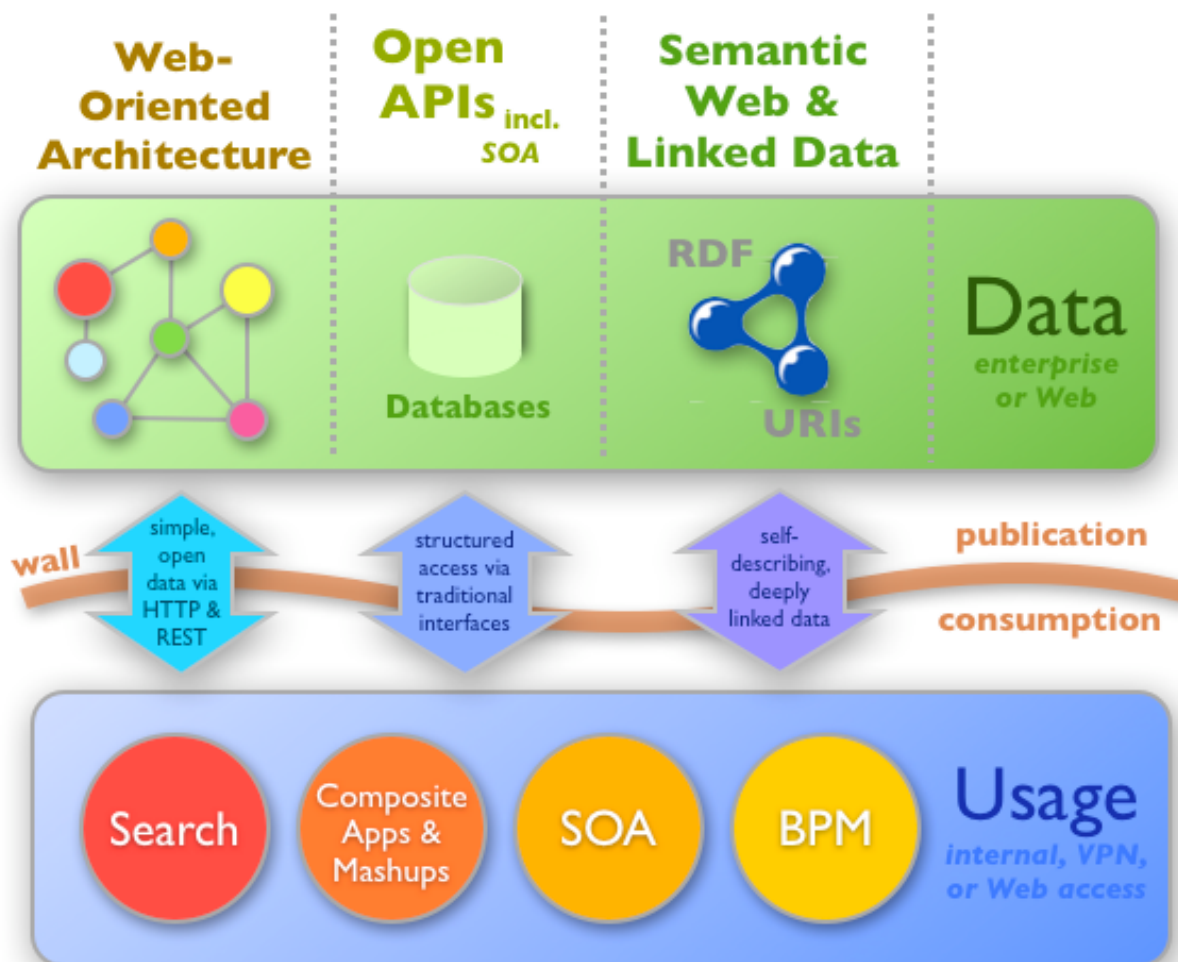 Web-
Oriented
Architecture
Open
APIs incl.
SOA
Semantic
Web &
Linked Data
Databases
RDF
URIs
Data
enterprise
or Web
wall
simple,
open
data via
HTTP &
REST
structured
access via
traditional
interfaces
self-
describing,
deeply
linked data
publication
consumption
Search
Composite
Apps &
Mashups
SOA
BPM
Usage
internal, VPN,
or Web access